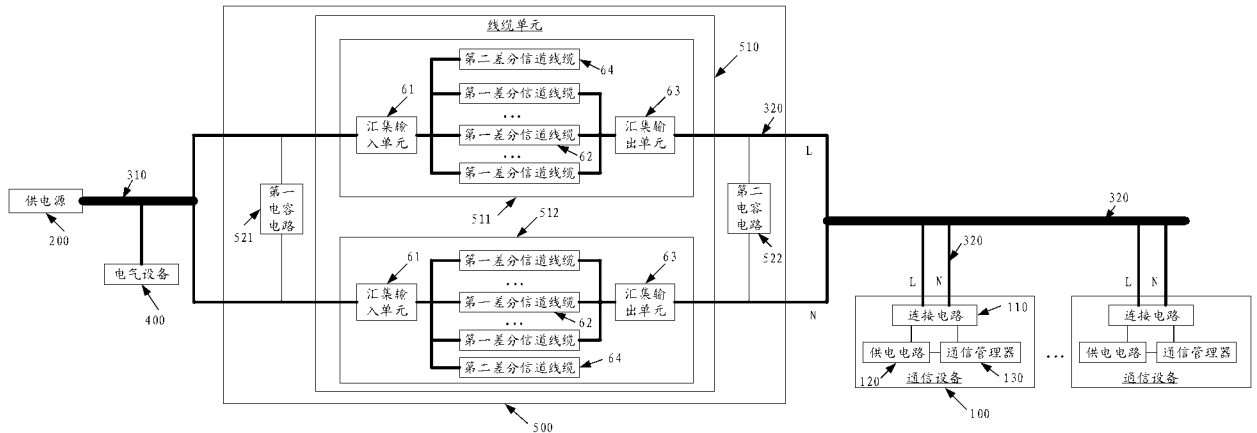 线缆单元
510
第二差分信道线缆
64
61
第一差分信道线缆
63
320
...
汇集输
入单元
第一差分信道线缆
汇集输
出单元
62
L
...
第一差分信道线缆
310
供电源
200
第一
电容
电路
521
511
512
第二
电容
电路
522
320
电气设备
400
61
第一差分信道线缆
63
320
...
汇集输
入单元
第一差分信道线缆
汇集输
出单元
62
...
第一差分信道线缆
N
64
第二差分信道线缆
500
L
N
L
N
连接电路
110
连接电路
供电电路
通信管理器
供电电路
通信管理器
...
120
通信设备
130
通信设备
100